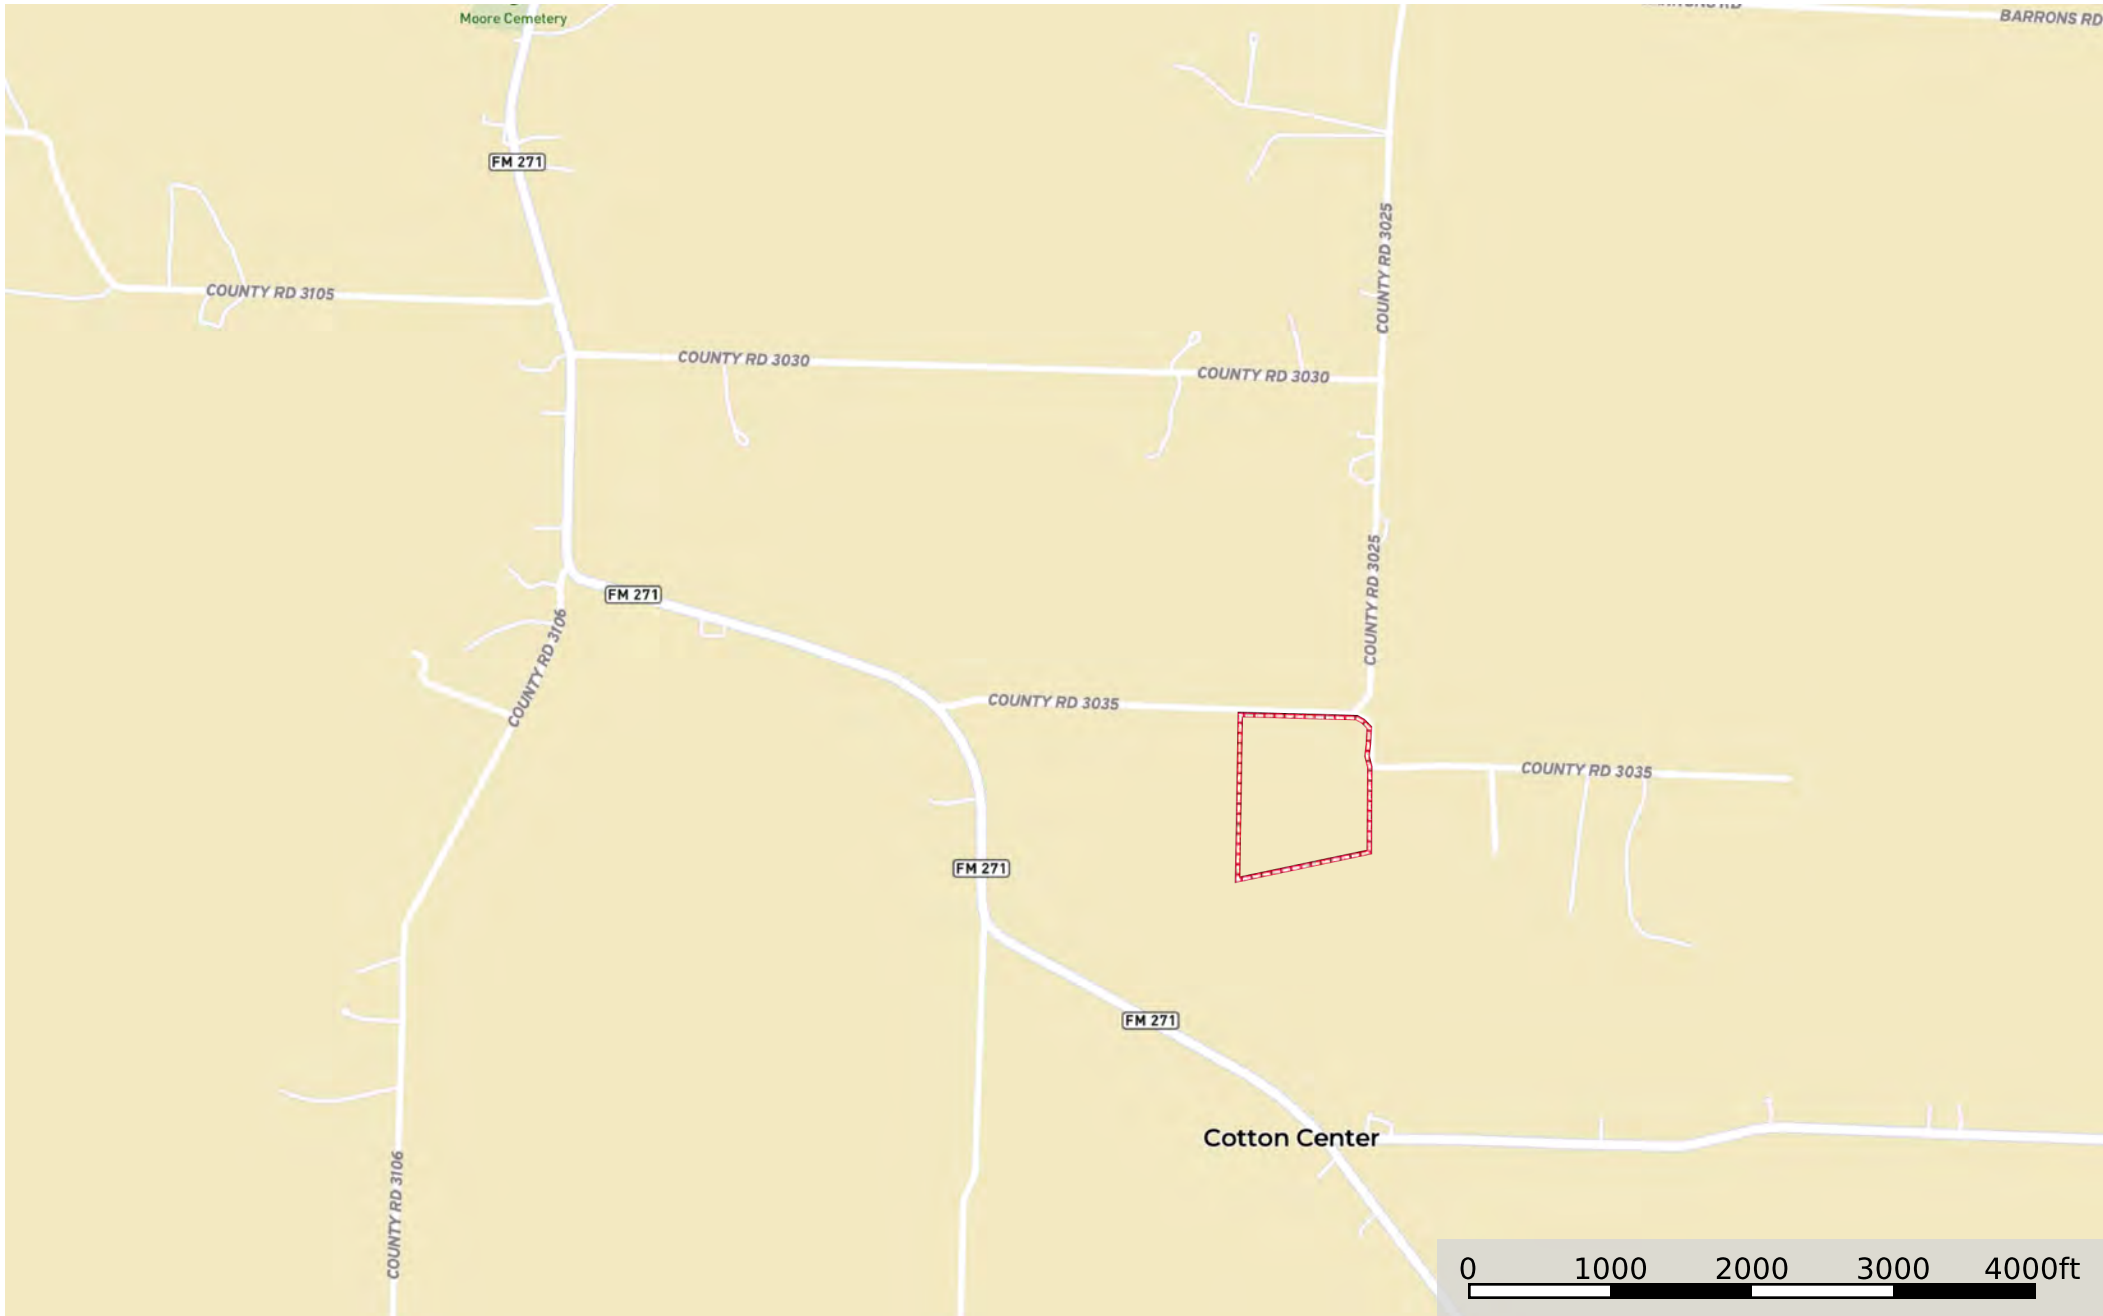 Moore Cemetery
BARRONS RD
FM 271
COUNTY RD 3025
COUNTY RD 3105
COUNTY RD 3030
COUNTY RD 3030
COUNTY RD 3025
FM 271
COUNTY RD 3106
COUNTY RD 3035
COUNTY RD 3035
FM 271
FM 271
Cotton Center
COUNTY RD 3106
0 1000 2000 3000 4000ft